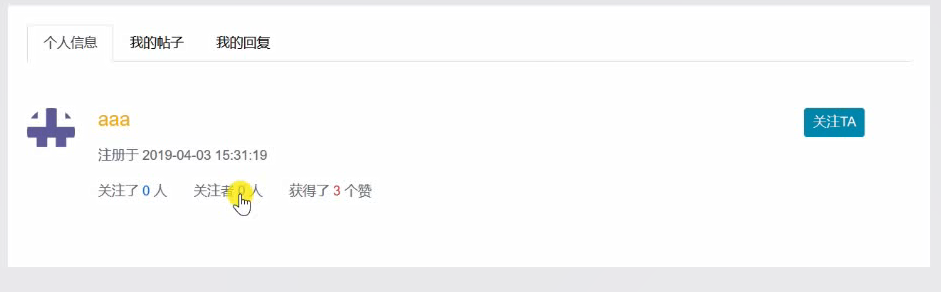 个人信息 我的帖子 我的回复
aaa 关注TA
注册于 2019-04-03 15:31:19
关注了 0 人 关注者 0 人 获得了 3 个赞